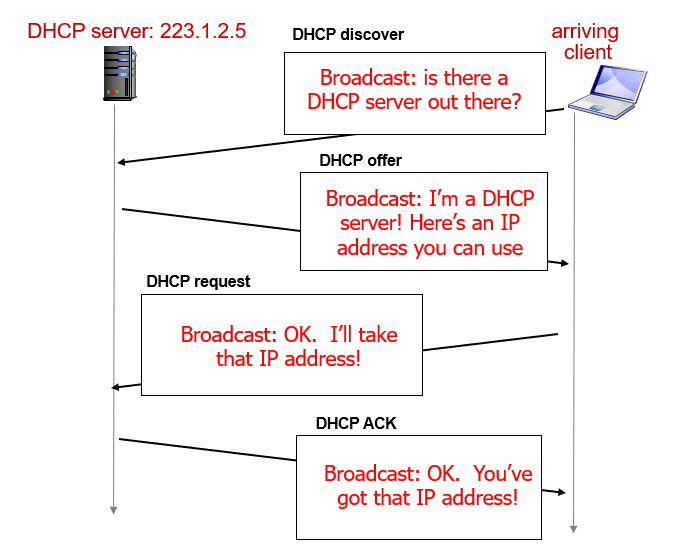 DHCP server: 223.1.2.5
DHCP discover
arriving
client
Broadcast: is there a
DHCP server out there?
DHCP offer
Broadcast: I’m a DHCP
server! Here’s an IP
address you can use
DHCP request
Broadcast: OK.  I’ll take
that IP address!
DHCP ACK
Broadcast: OK.  You’ve
got that IP address!